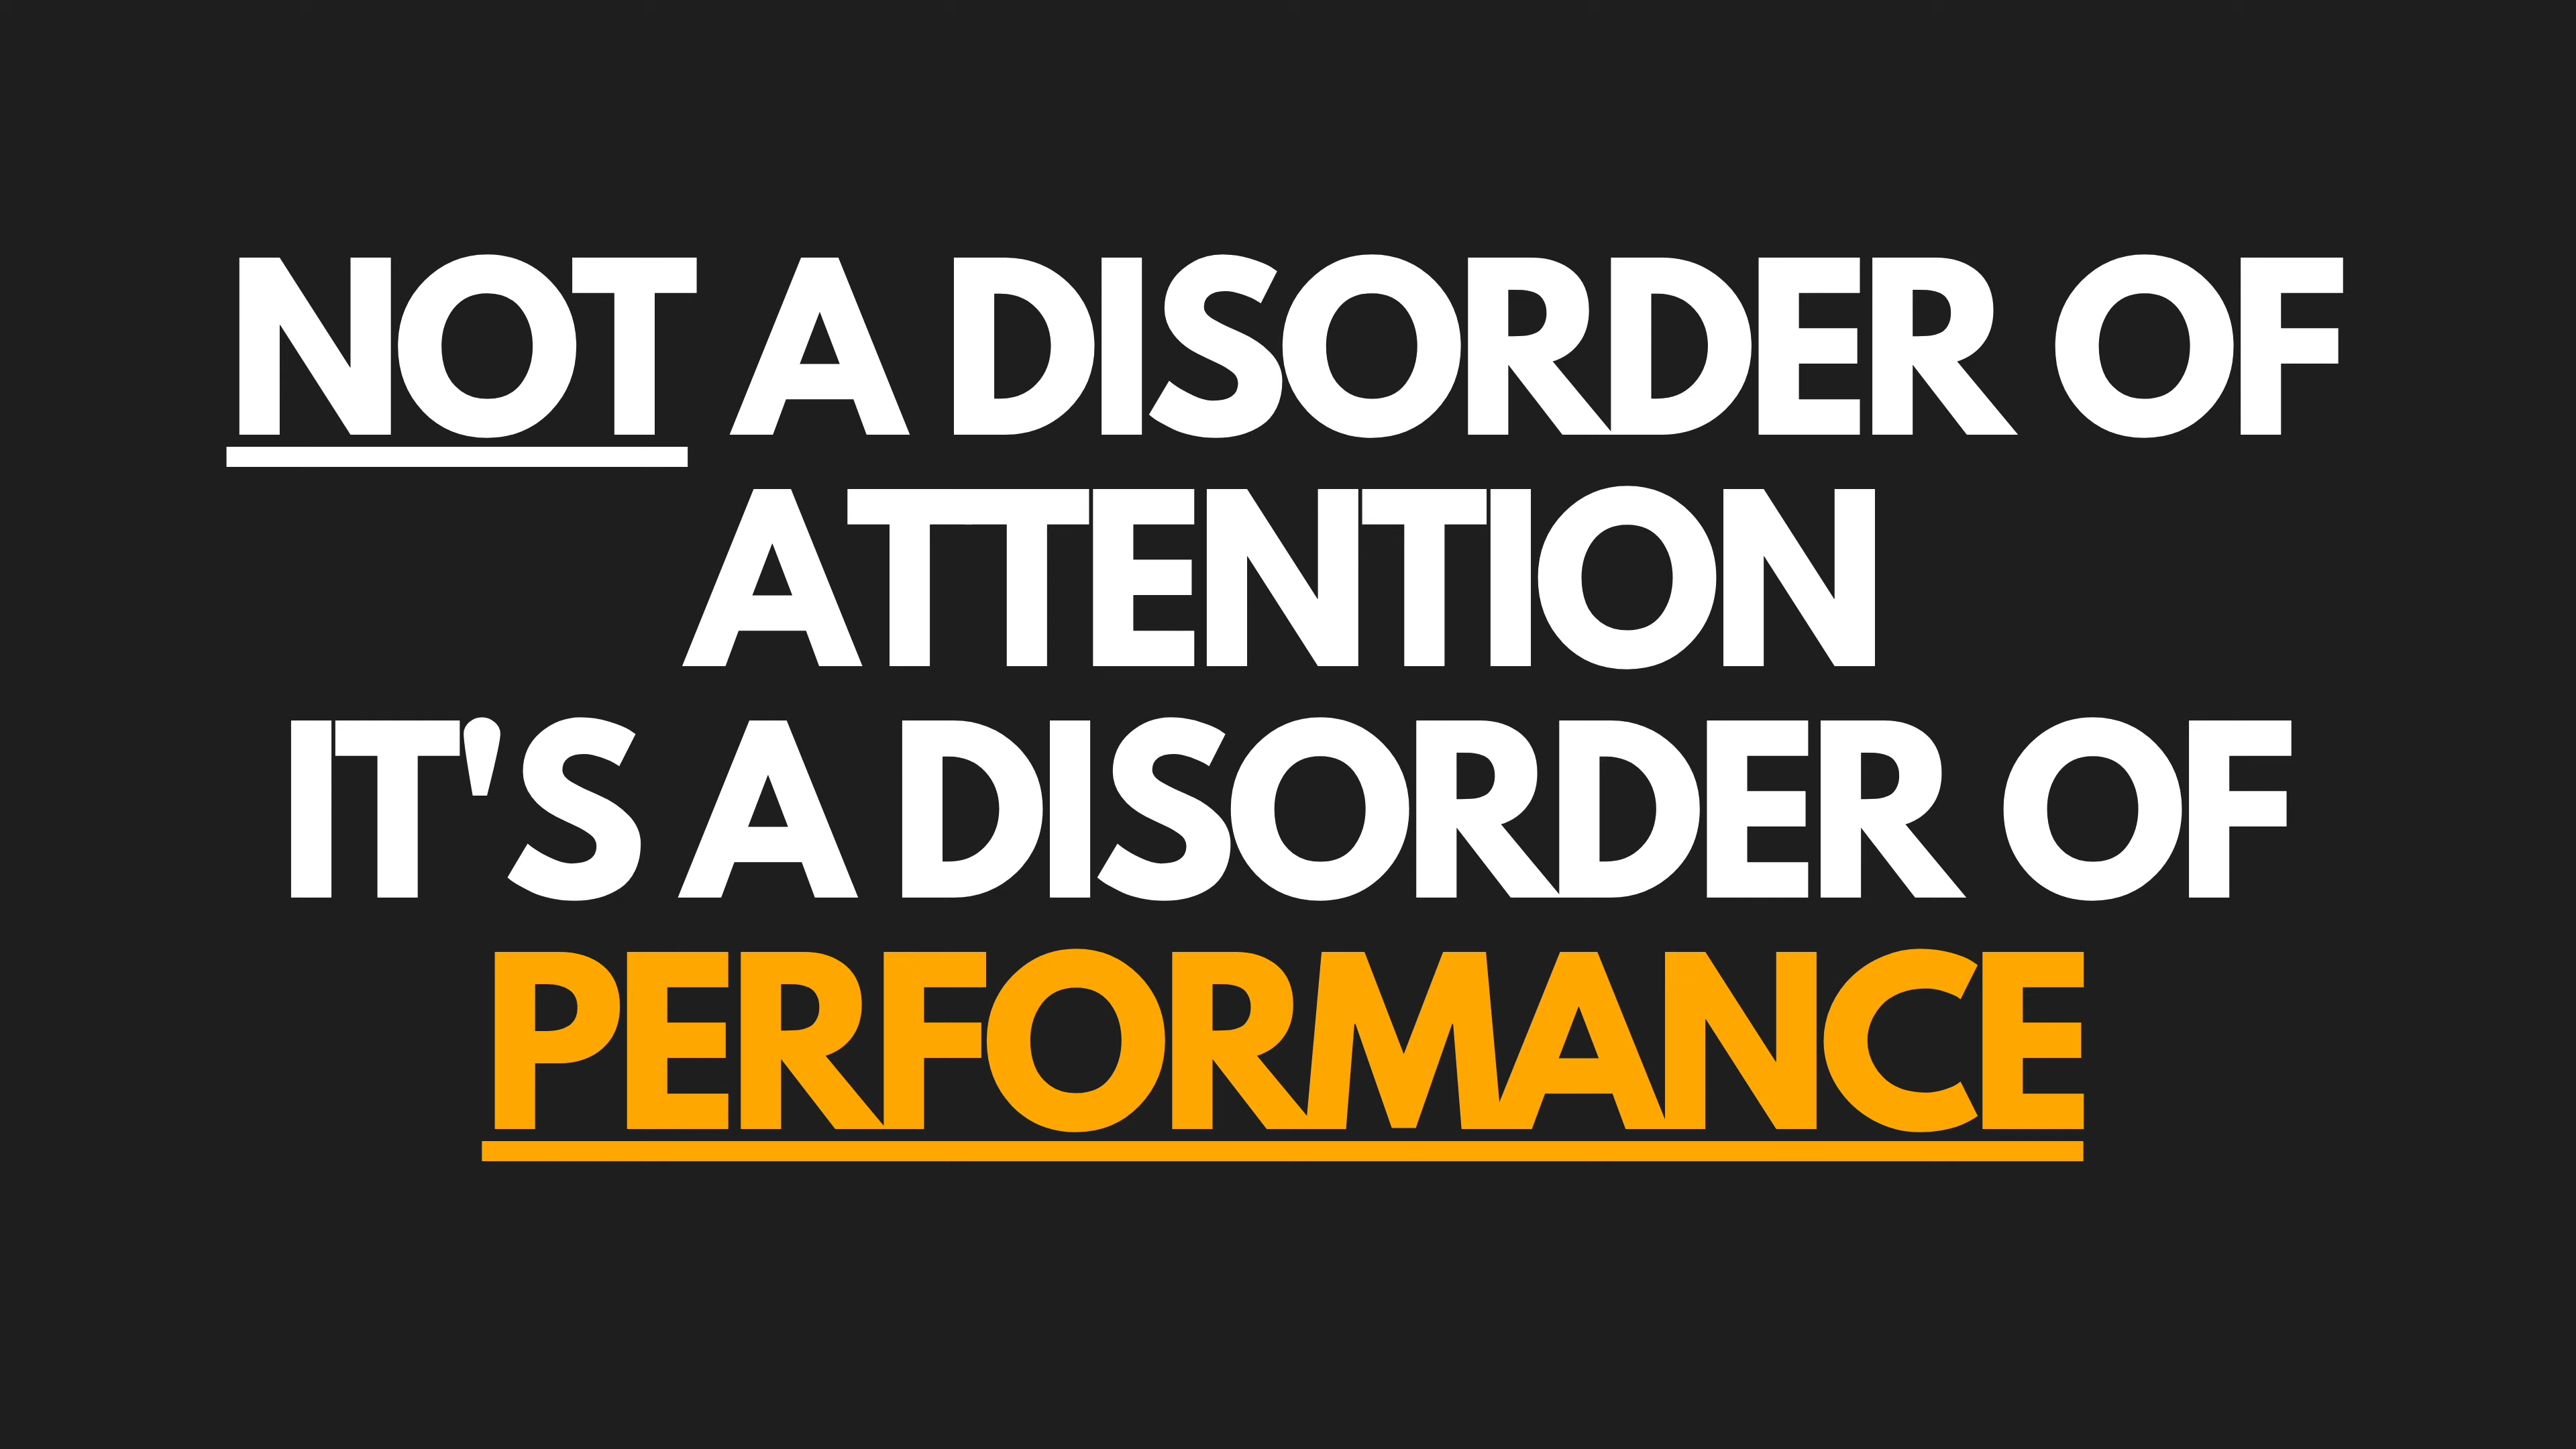 NOT A DISORDER OF
ATTENTION
IT'S A DISORDER OF
PERFORMANCE